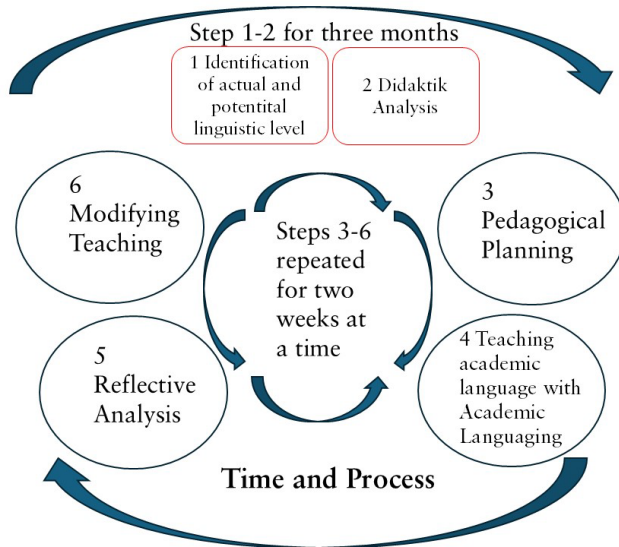 Step 1-2 for three months
1 Identification
of actual and
potentital
linguistic level
2 Didaktik
Analysis
6
Modifying
Teaching
3
Pedagogical
Planning
Steps 3-6
repeated
for two
weeks at
a time
5
Reflective
Analysis
4 Teaching
academic
language with
Academic
Languaging
Time and Process